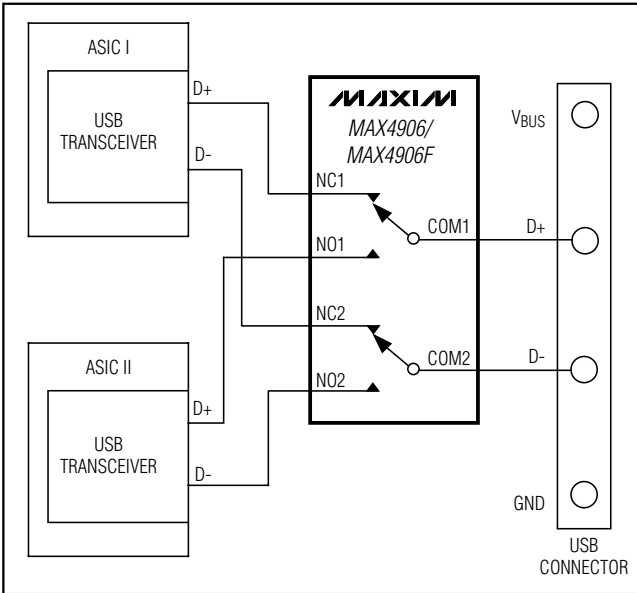 ASIC I
USB
TRANSCEIVER
D+
D-
MAXIM
MAX4906/
MAX4906F
NC1
NO1
NC2
NO2
COM1
COM2
D+
D-
VBUS
GND
USB
CONNECTOR
ASIC II
USB
TRANSCEIVER
D+
D-